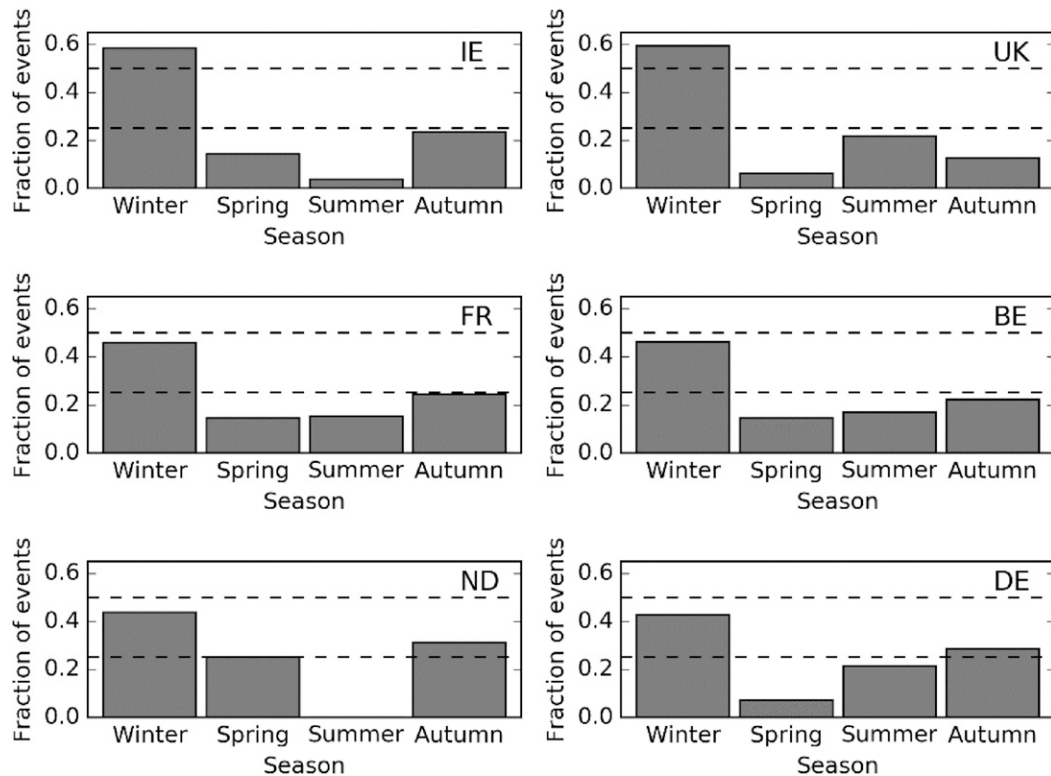 IE
Fraction of events
0.6
0.4
0.2
0.0
Winter Spring Summer Autumn
Season
UK
Fraction of events
0.6
0.4
0.2
0.0
Winter Spring Summer Autumn
Season
FR
Fraction of events
0.6
0.4
0.2
0.0
Winter Spring Summer Autumn
Season
BE
Fraction of events
0.6
0.4
0.2
0.0
Winter Spring Summer Autumn
Season
ND
Fraction of events
0.6
0.4
0.2
0.0
Winter Spring Summer Autumn
Season
DE
Fraction of events
0.6
0.4
0.2
0.0
Winter Spring Summer Autumn
Season